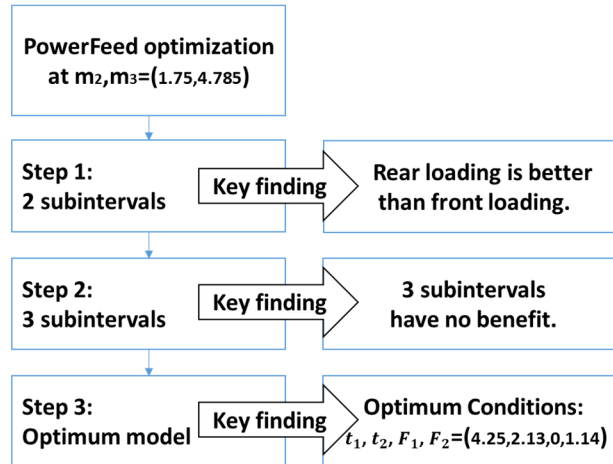 PowerFeed optimization
at m₂,m₃=(1.75,4.785)
Step 1:
2 subintervals
Key finding
Rear loading is better
than front loading.
Step 2:
3 subintervals
Key finding
3 subintervals
have no benefit.
Step 3:
Optimum model
Key finding
Optimum Conditions:
t₁, t₂, F₁, F₂=(4.25,2.13,0,1.14)